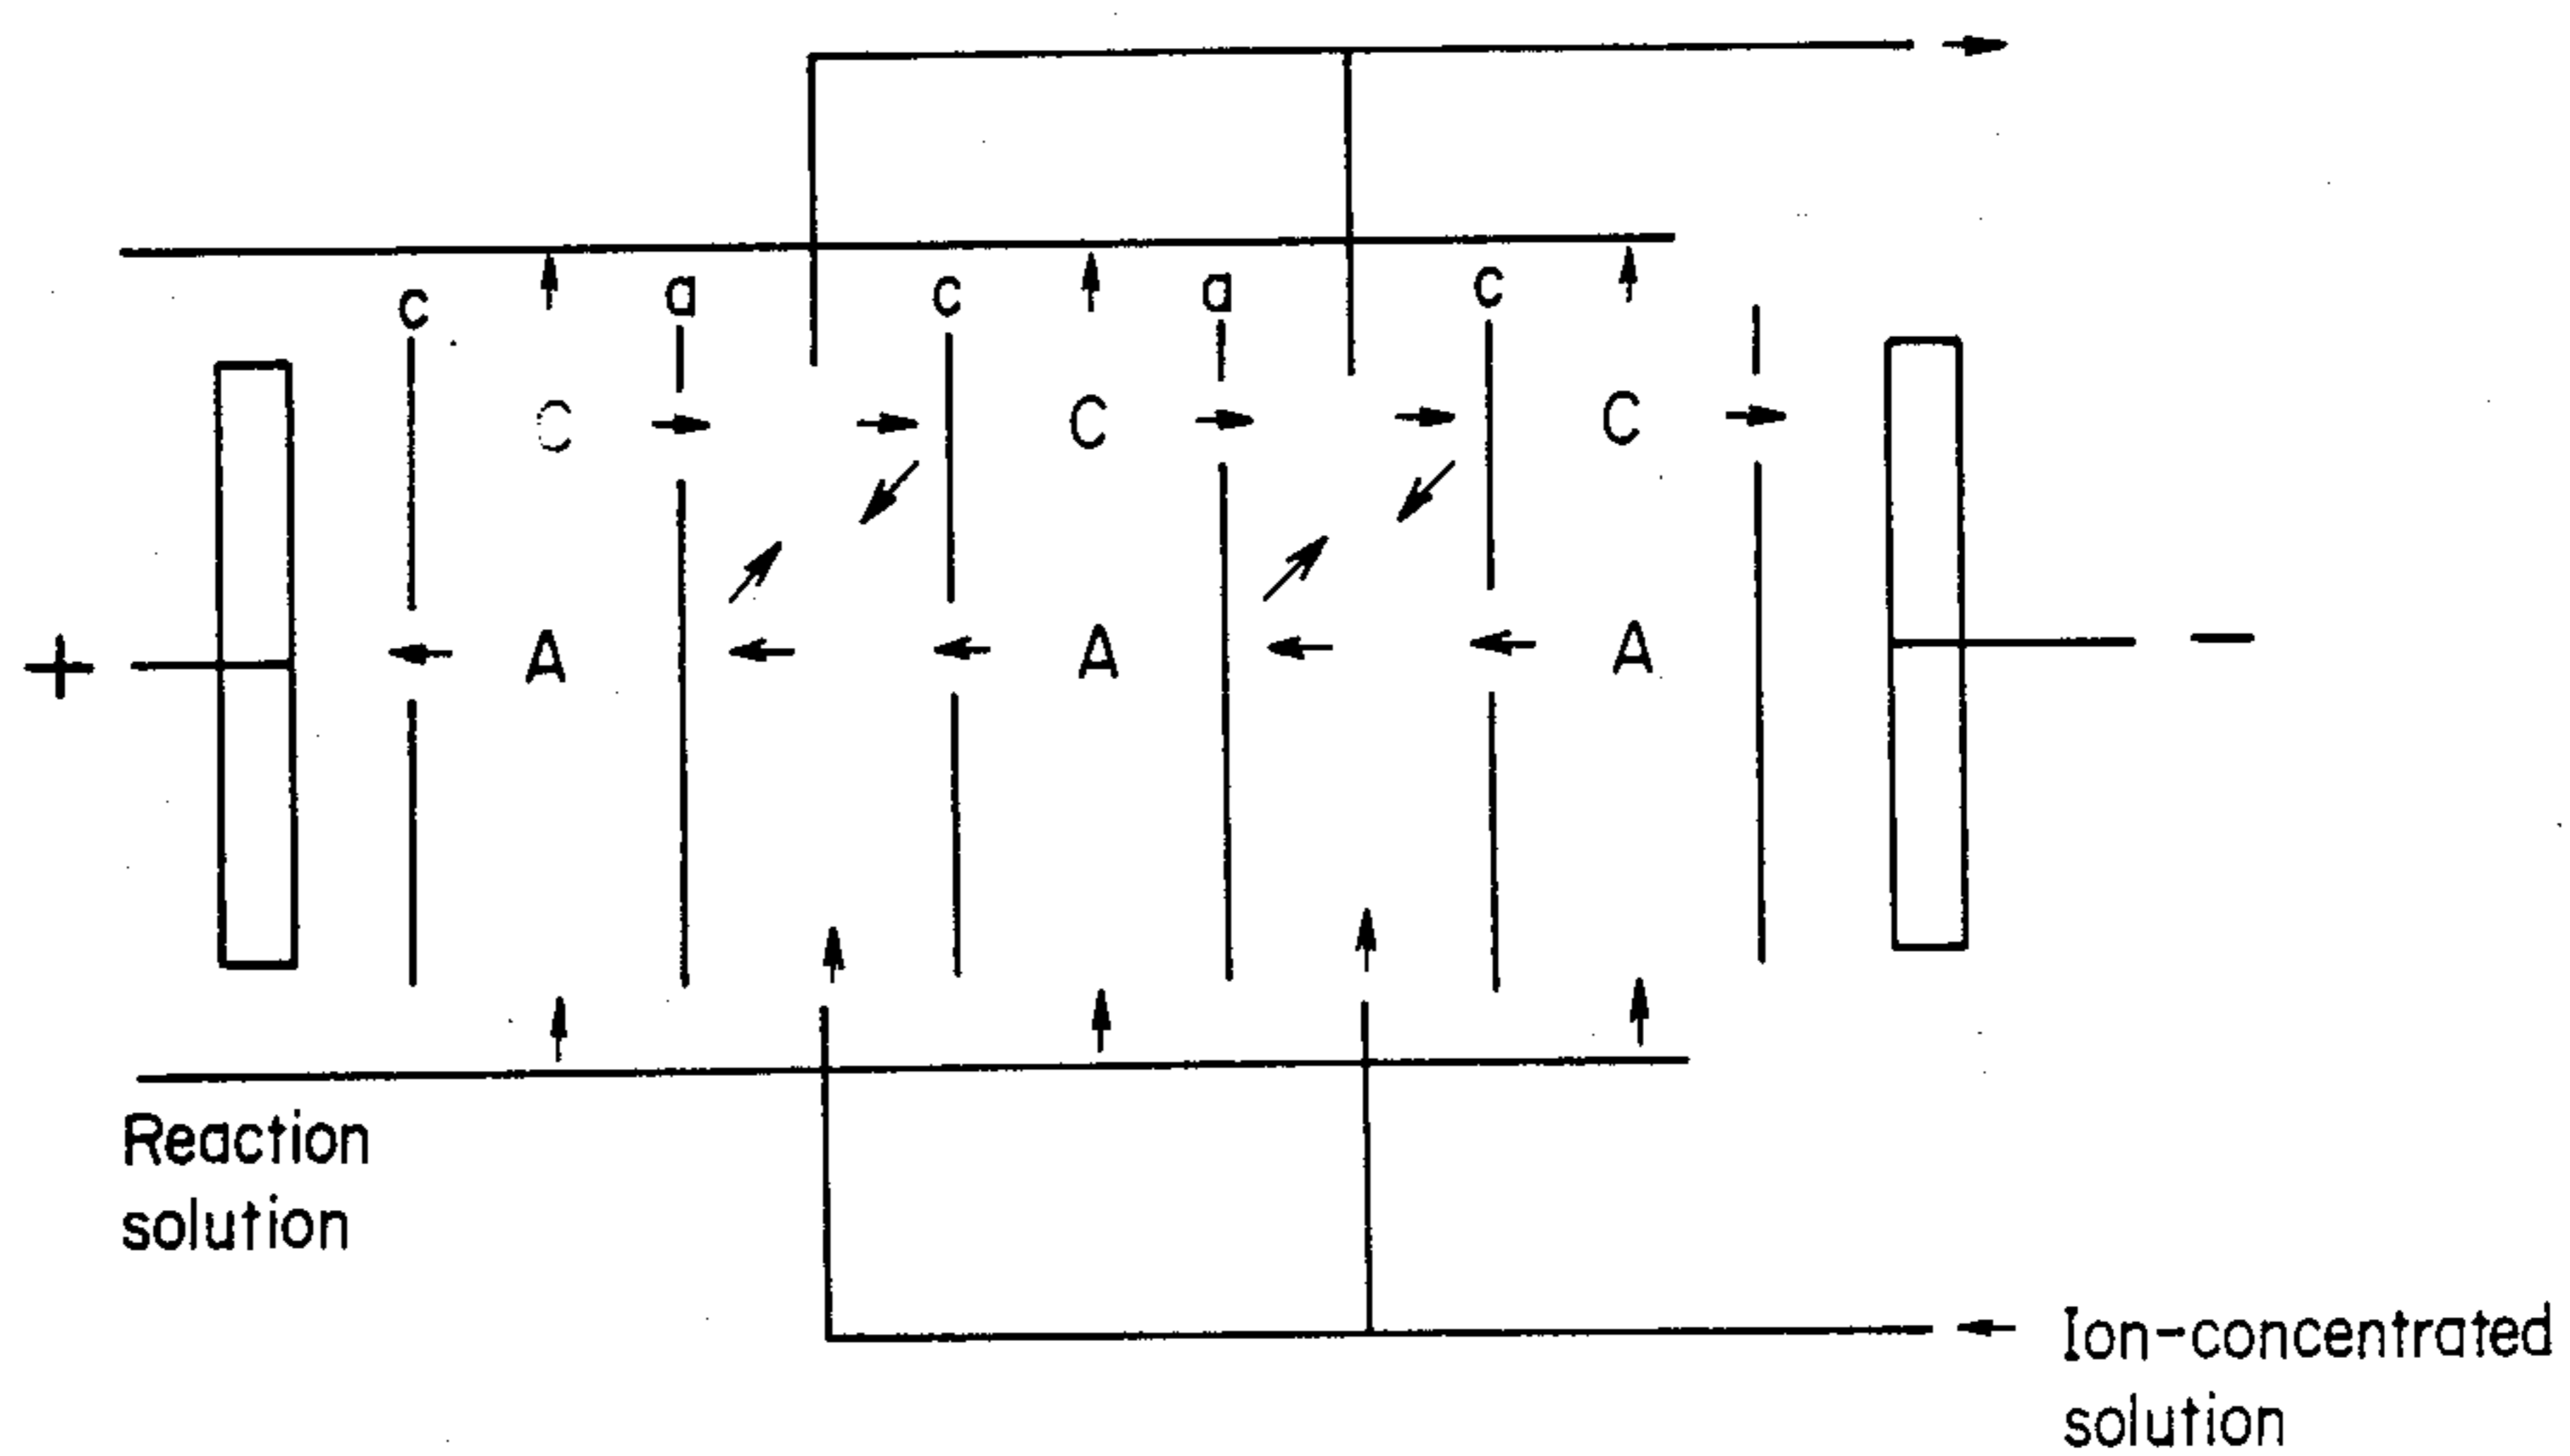 c a c a c
C C C
+ A A A −
Reaction
solution
Ion-concentrated
solution